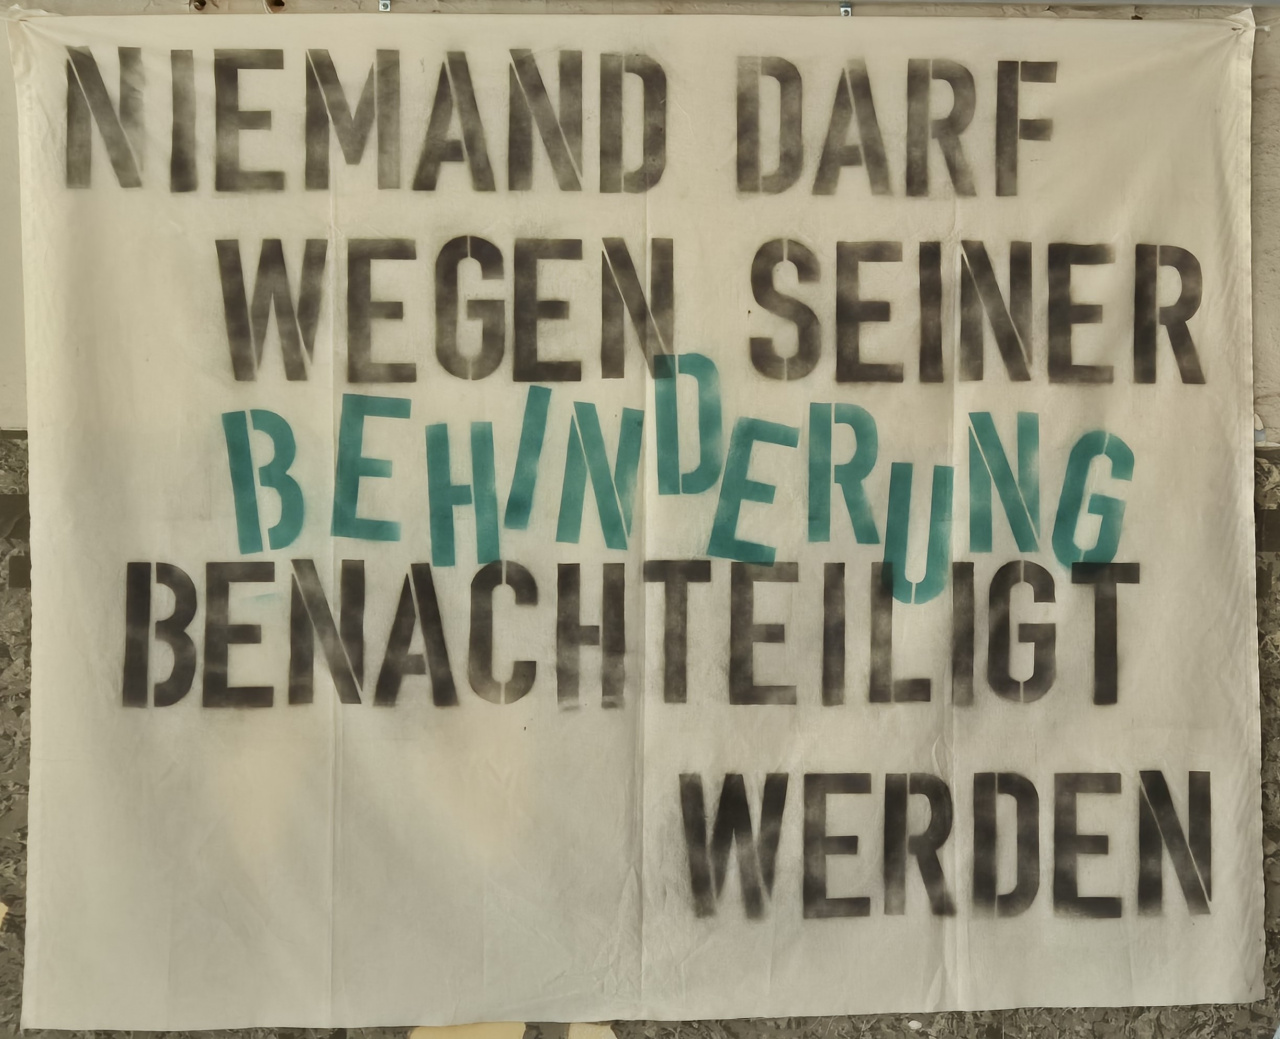 NIEMAND DARF
WEGEN SEINER
BEHINDERUNG
BENACHTEILIGT
WERDEN